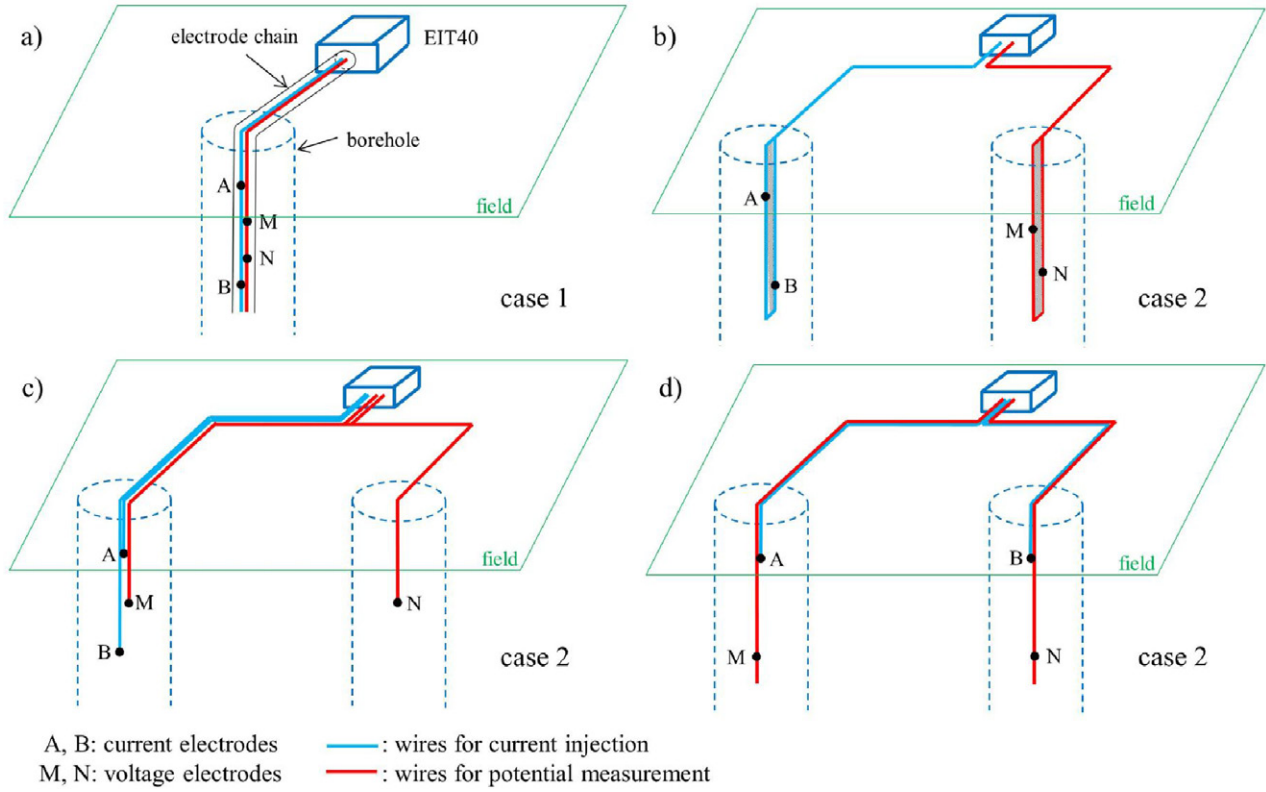 a)
electrode chain
EIT40
borehole
A
M
N
B
field
case 1
b)
A
M
B
N
field
case 2
c)
A
M
B
N
field
case 2
d)
A
B
M
N
field
case 2
A, B: current electrodes
: wires for current injection
M, N: voltage electrodes
: wires for potential measurement